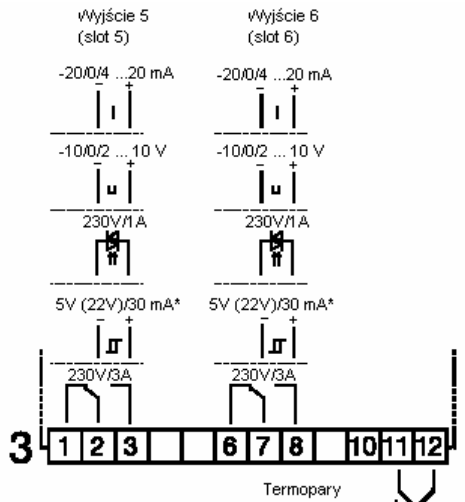 Wyjście 5 Wyjście 6
(slot 5) (slot 6)
-20/0/4 ...20 mA -20/0/4 ...20 mA
- + - +
I I
-10/0/2 ... 10 V -10/0/2 ... 10 V
- + - +
u u
230V/1A 230V/1A
5V (22V)/30 mA* 5V (22V)/30 mA*
- + - +
230V/3A 230V/3A
3 1 2 3 6 7 8 10 11 12
Termopary